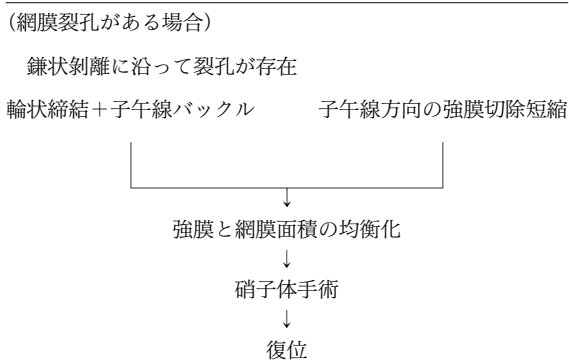 （網膜裂孔がある場合）
鎌状剝離に沿って裂孔が存在
輪状締結＋子午線バックル　子午線方向の強膜切除短縮
↓
強膜と網膜面積の均衡化
↓
硝子体手術
↓
復位